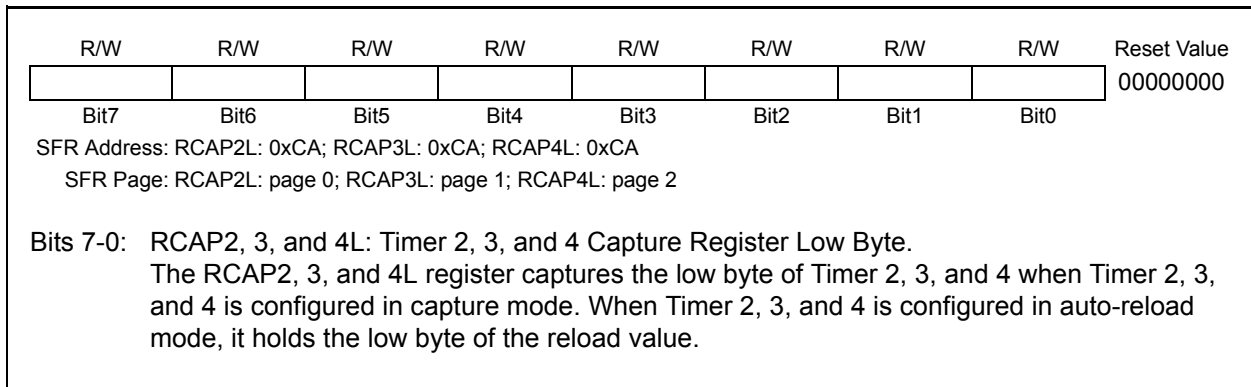 R/W R/W R/W R/W R/W R/W R/W R/W Reset Value
00000000
Bit7 Bit6 Bit5 Bit4 Bit3 Bit2 Bit1 Bit0
SFR Address: RCAP2L: 0xCA; RCAP3L: 0xCA; RCAP4L: 0xCA
SFR Page: RCAP2L: page 0; RCAP3L: page 1; RCAP4L: page 2
Bits 7-0: RCAP2, 3, and 4L: Timer 2, 3, and 4 Capture Register Low Byte.
The RCAP2, 3, and 4L register captures the low byte of Timer 2, 3, and 4 when Timer 2, 3,
and 4 is configured in capture mode. When Timer 2, 3, and 4 is configured in auto-reload
mode, it holds the low byte of the reload value.